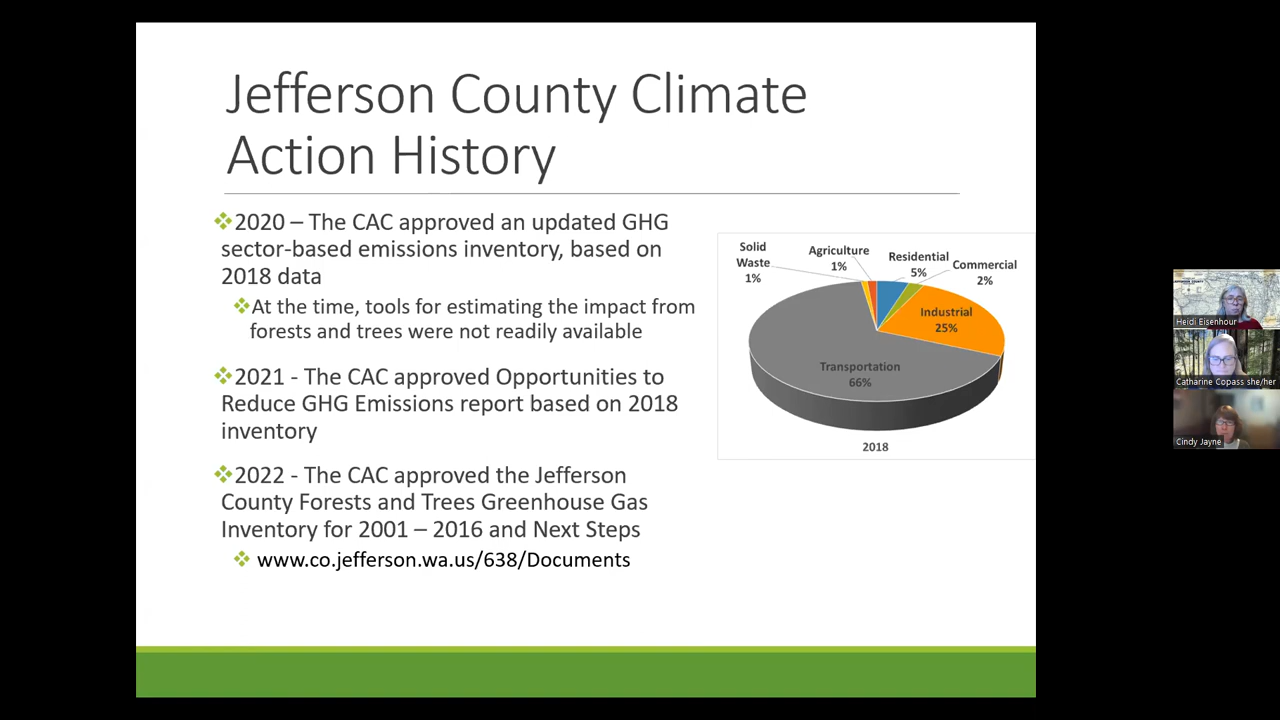 Jefferson County Climate
Action History
❖2020 – The CAC approved an updated GHG
sector-based emissions inventory, based on
2018 data
❖At the time, tools for estimating the impact from
forests and trees were not readily available
❖2021 - The CAC approved Opportunities to
Reduce GHG Emissions report based on 2018
inventory
❖2022 - The CAC approved the Jefferson
County Forests and Trees Greenhouse Gas
Inventory for 2001 – 2016 and Next Steps
❖ www.co.jefferson.wa.us/638/Documents
Solid
Waste
1%
Agriculture
1%
Residential
5%
Commercial
2%
Industrial
25%
Transportation
66%
2018
Heidi Eisenhour
Catharine Copass she/her
Cindy Jayne